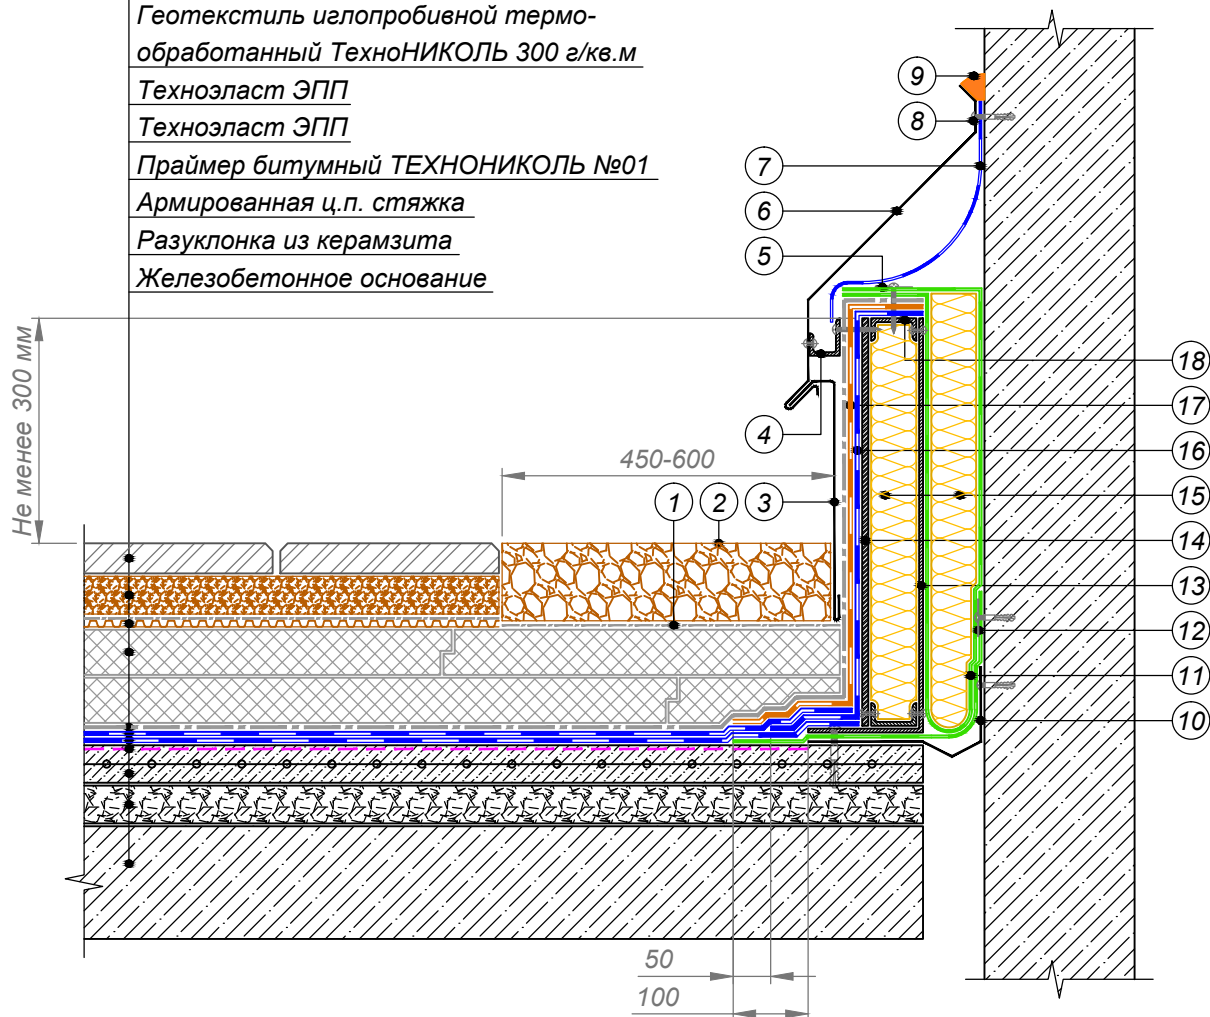 Геотекстиль иглопробивной термо-
обработанный ТехноНИКОЛЬ 300 г/кв.м
Техноэласт ЭПП
Техноэласт ЭПП
Праймер битумный ТЕХНОНИКОЛЬ №01
Армированная ц.п. стяжка
Разуклонка из керамзита
Железобетонное основание
9
8
7
6
5
Не менее 300 мм
18
17
4
16
450-600
15
1
2
3
14
13
12
11
10
50
100